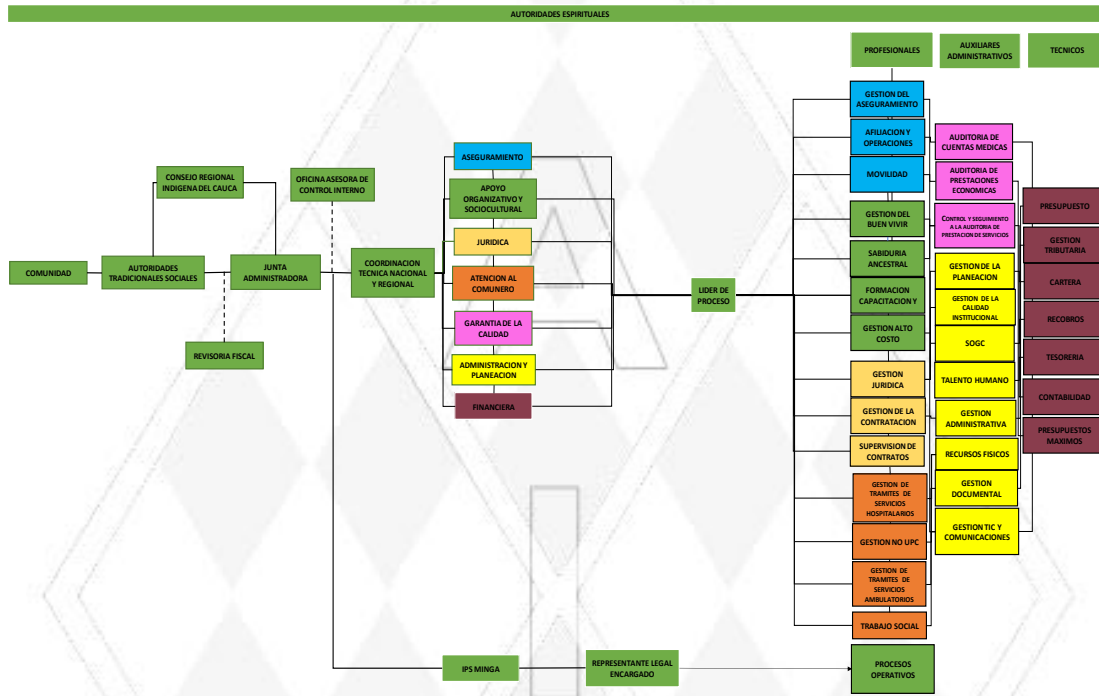 AUTORIDADES ESPIRITUALES
PROFESIONALES
AUXILIARES
ADMINISTRATIVOS
TECNICOS
COMUNIDAD
AUTORIDADES
TRADICIONALES SOCIALES
CONSEJO REGIONAL
INDIGENA DEL CAUCA
REVISORIA FISCAL
JUNTA
ADMINISTRADORA
OFICINA ASESORA DE
CONTROL INTERNO
COORDINACION
TECNICA NACIONAL
Y REGIONAL
ASEGURAMIENTO
APOYO
ORGANIZATIVO Y
SOCIOCULTURAL
JURIDICA
ATENCION AL
COMUNERO
GARANTIA DE LA
CALIDAD
ADMINISTRACION Y
PLANEACION
FINANCIERA
LIDER DE
PROCESO
GESTION DEL
ASEGURAMIENTO
AFILIACION Y
OPERACIONES
MOVILIDAD
GESTION DEL
BUEN VIVIR
SABIDURIA
ANCESTRAL
FORMACION
CAPACITACION Y
GESTION ALTO
COSTO
GESTION
JURIDICA
GESTION DE LA
CONTRATACION
SUPERVISION DE
CONTRATOS
GESTION DE
TRAMITES DE
SERVICIOS
HOSPITALARIOS
GESTION NO UPC
GESTION DE
TRAMITES DE
SERVICIOS
AMBULATORIOS
TRABAJO SOCIAL
AUDITORIA DE
CUENTAS MEDICAS
AUDITORIA DE
PRESTACIONES
ECONOMICAS
CONTROL Y SEGUIMIENTO
A LA AUDITORIA DE
PRESTACION DE SERVICIOS
GESTION DE LA
PLANEACION
GESTION DE LA
CALIDAD
INSTITUCIONAL
SOGC
TALENTO HUMANO
GESTION
ADMINISTRATIVA
RECURSOS FISICOS
GESTION
DOCUMENTAL
GESTION TIC Y
COMUNICACIONES
PRESUPUESTO
GESTION
TRIBUTARIA
CARTERA
RECOBROS
TESORERIA
CONTABILIDAD
PRESUPUESTOS
MAXIMOS
IPS MINGA
REPRESENTANTE LEGAL
ENCARGADO
PROCESOS
OPERATIVOS